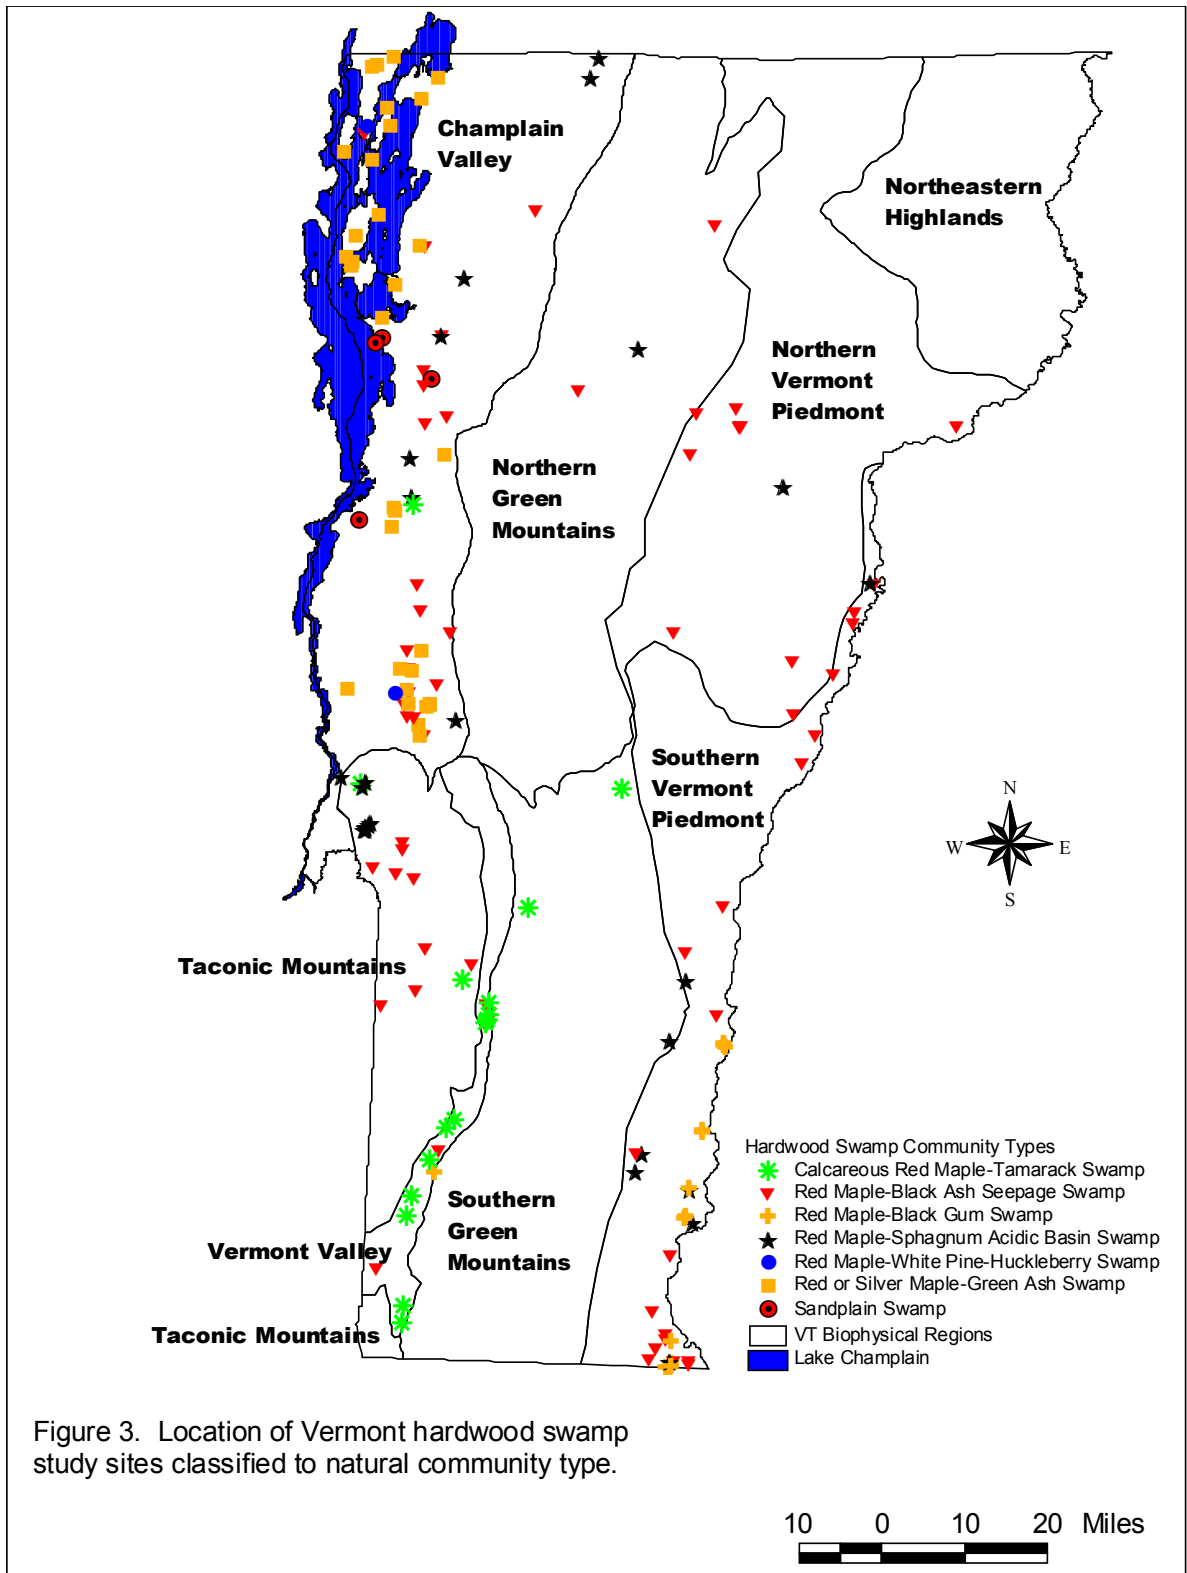 Champlain
Valley
Northeastern
Highlands
Northern
Vermont
Piedmont
Northern
Green
Mountains
Southern
Vermont
Piedmont
N
W E
S
Taconic Mountains
Southern
Green
Mountains
Vermont Valley
Taconic Mountains
Hardwood Swamp Community Types
Calcareous Red Maple-Tamarack Swamp
Red Maple-Black Ash Seepage Swamp
Red Maple-Black Gum Swamp
Red Maple-Sphagnum Acidic Basin Swamp
Red Maple-White Pine-Huckleberry Swamp
Red or Silver Maple-Green Ash Swamp
Sandplain Swamp
VT Biophysical Regions
Lake Champlain
Figure 3. Location of Vermont hardwood swamp
study sites classified to natural community type.
10 0 10 20 Miles